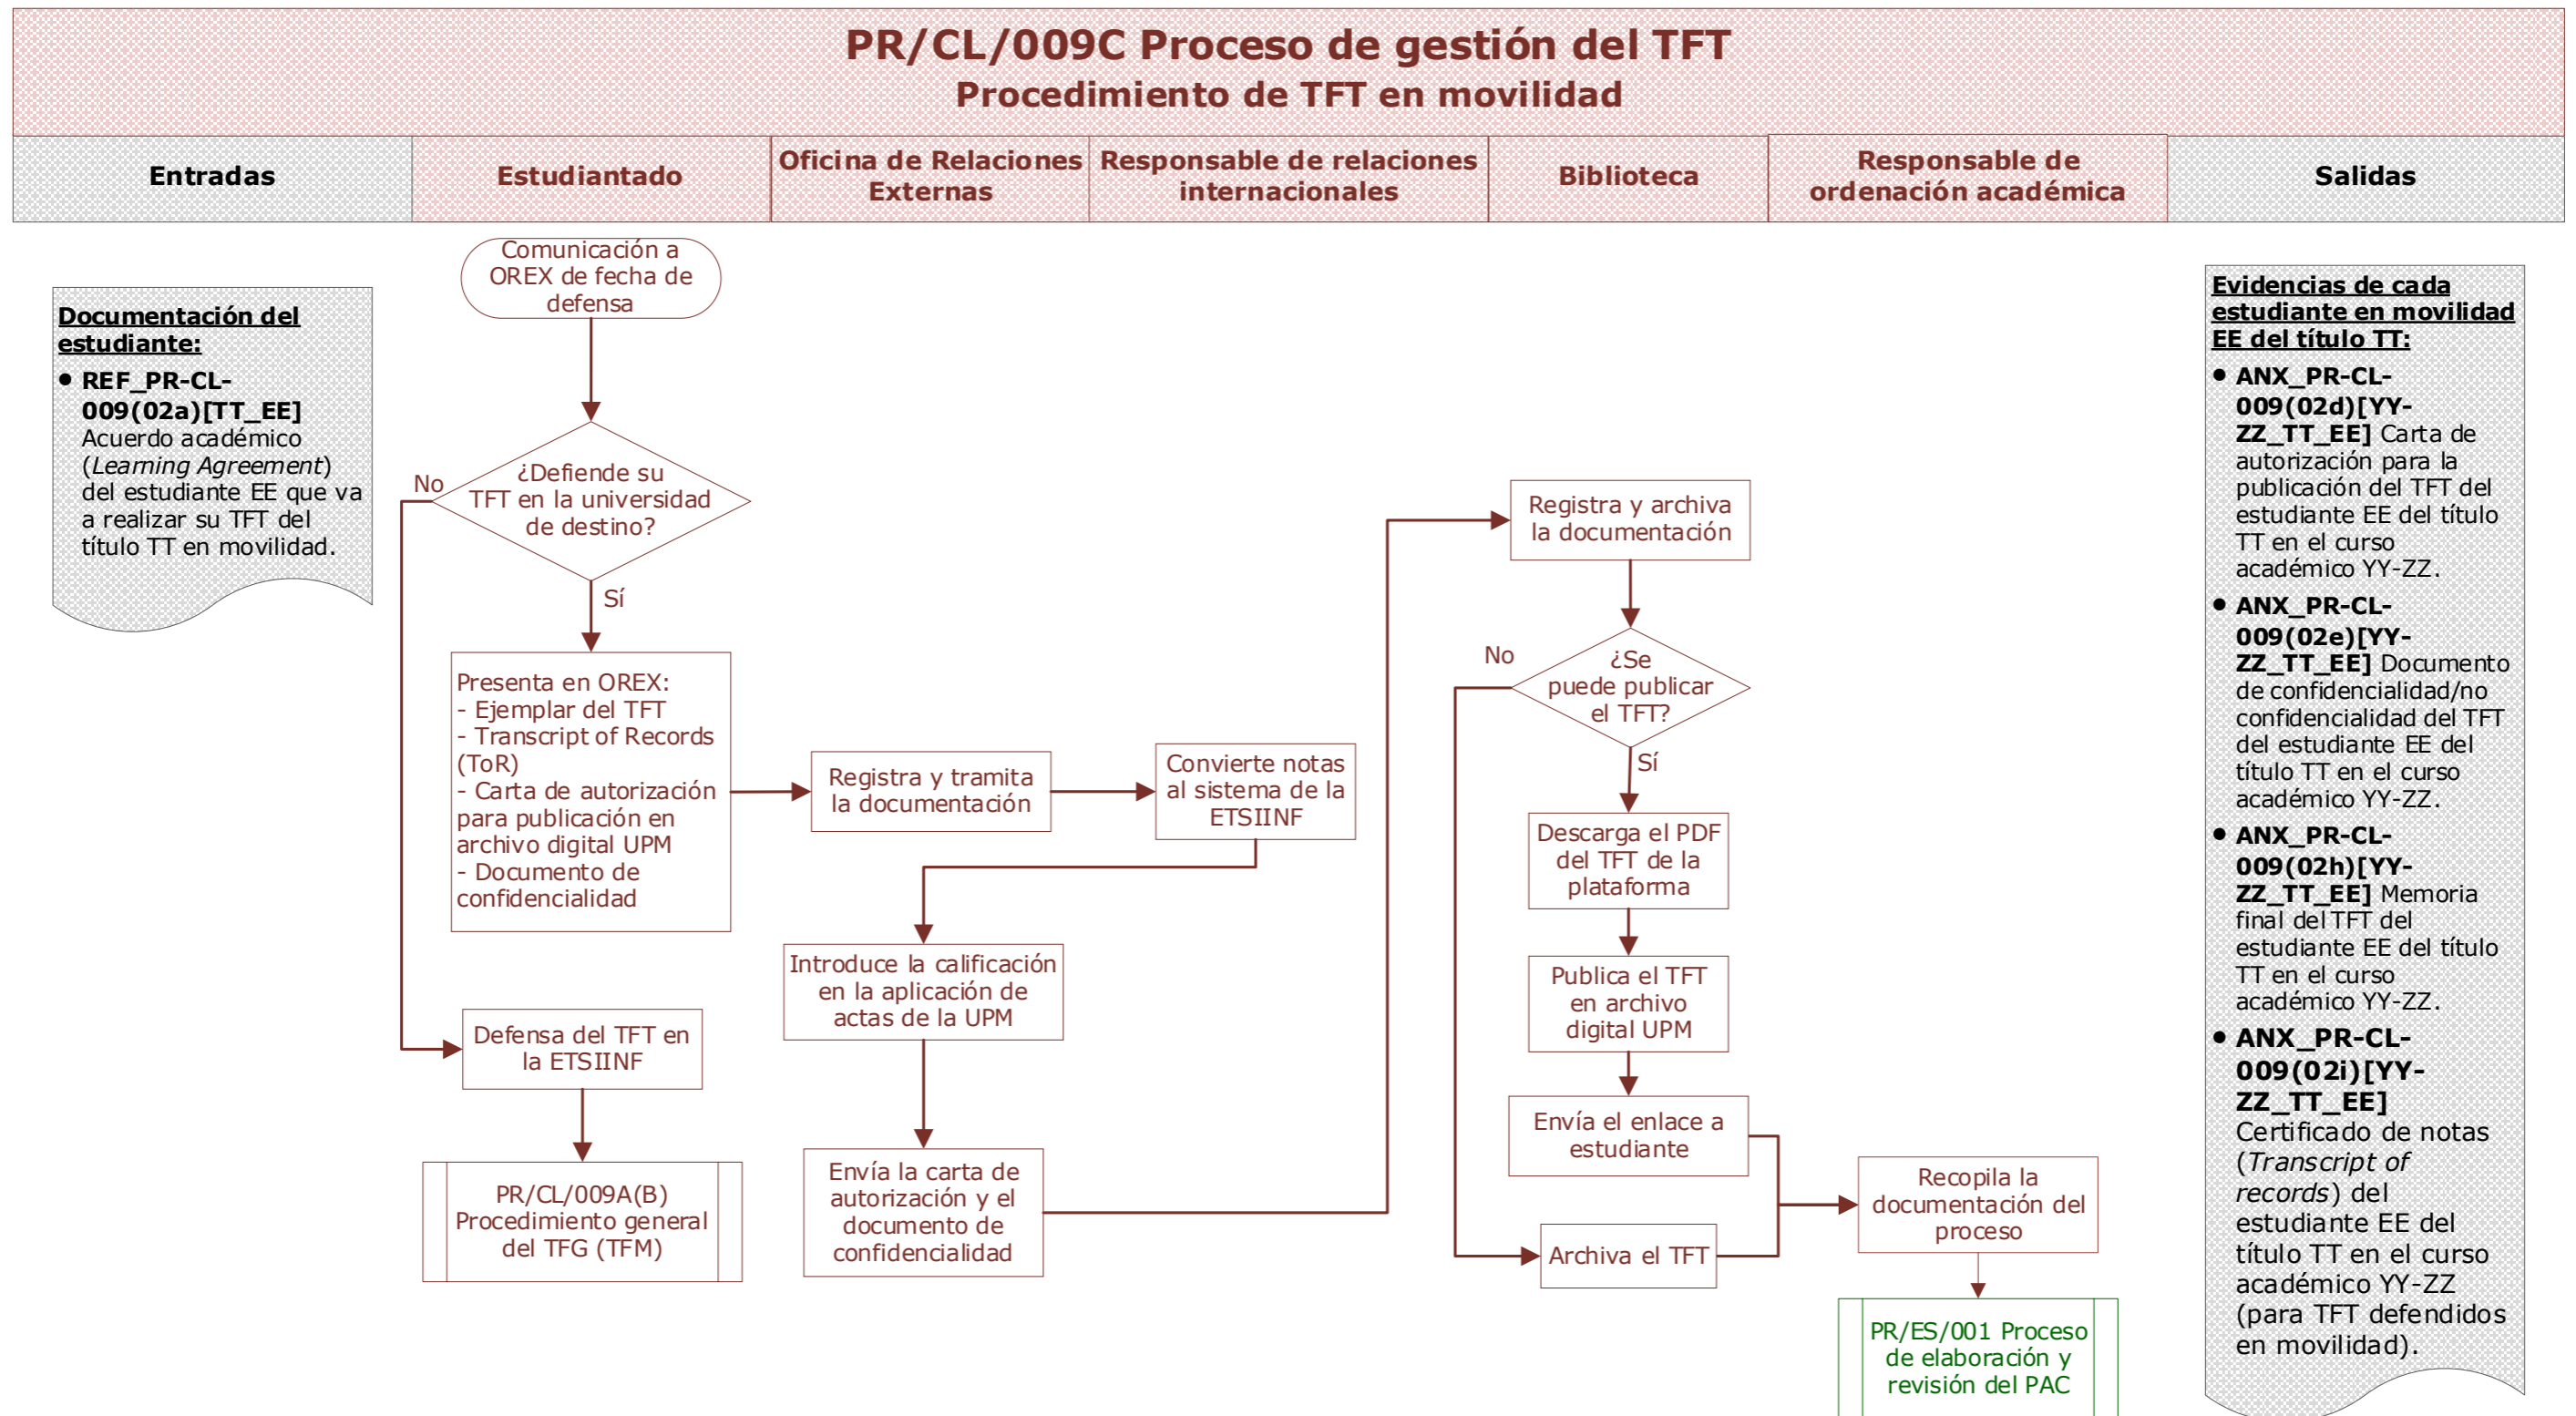 PR/CL/009C Proceso de gestión del TFT
Procedimiento de TFT en movilidad
Entradas
Estudiantado
Oficina de Relaciones
Externas
Responsable de relaciones
internacionales
Biblioteca
Responsable de
ordenación académica
Salidas
Documentación del
estudiante:
• REF_PR-CL-
009(02a)[TT_EE]
Acuerdo académico
(Learning Agreement)
del estudiante EE que va
a realizar su TFT del
título TT en movilidad.
Comunicación a
OREX de fecha de
defensa
¿Defiende su
TFT en la universidad
de destino?
No
Sí
Presenta en OREX:
- Ejemplar del TFT
- Transcript of Records
(ToR)
- Carta de autorización
para publicación en
archivo digital UPM
- Documento de
confidencialidad
Defensa del TFT en
la ETSIINF
PR/CL/009A(B)
Procedimiento general
del TFG (TFM)
Registra y tramita
la documentación
Convierte notas
al sistema de la
ETSIINF
Introduce la calificación
en la aplicación de
actas de la UPM
Envía la carta de
autorización y el
documento de
confidencialidad
Registra y archiva
la documentación
¿Se
puede publicar
el TFT?
No
Sí
Descarga el PDF
del TFT de la
plataforma
Publica el TFT
en archivo
digital UPM
Envía el enlace a
estudiante
Archiva el TFT
Recopila la
documentación del
proceso
PR/ES/001 Proceso
de elaboración y
revisión del PAC
Evidencias de cada
estudiante en movilidad
EE del título TT:
• ANX_PR-CL-
009(02d)[YY-
ZZ_TT_EE] Carta de
autorización para la
publicación del TFT del
estudiante EE del título
TT en el curso
académico YY-ZZ.
• ANX_PR-CL-
009(02e)[YY-
ZZ_TT_EE] Documento
de confidencialidad/no
confidencialidad del TFT
del estudiante EE del
título TT en el curso
académico YY-ZZ.
• ANX_PR-CL-
009(02h)[YY-
ZZ_TT_EE] Memoria
final del TFT del
estudiante EE del título
TT en el curso
académico YY-ZZ.
• ANX_PR-CL-
009(02i)[YY-
ZZ_TT_EE]
Certificado de notas
(Transcript of
records) del
estudiante EE del
título TT en el curso
académico YY-ZZ
(para TFT defendidos
en movilidad).